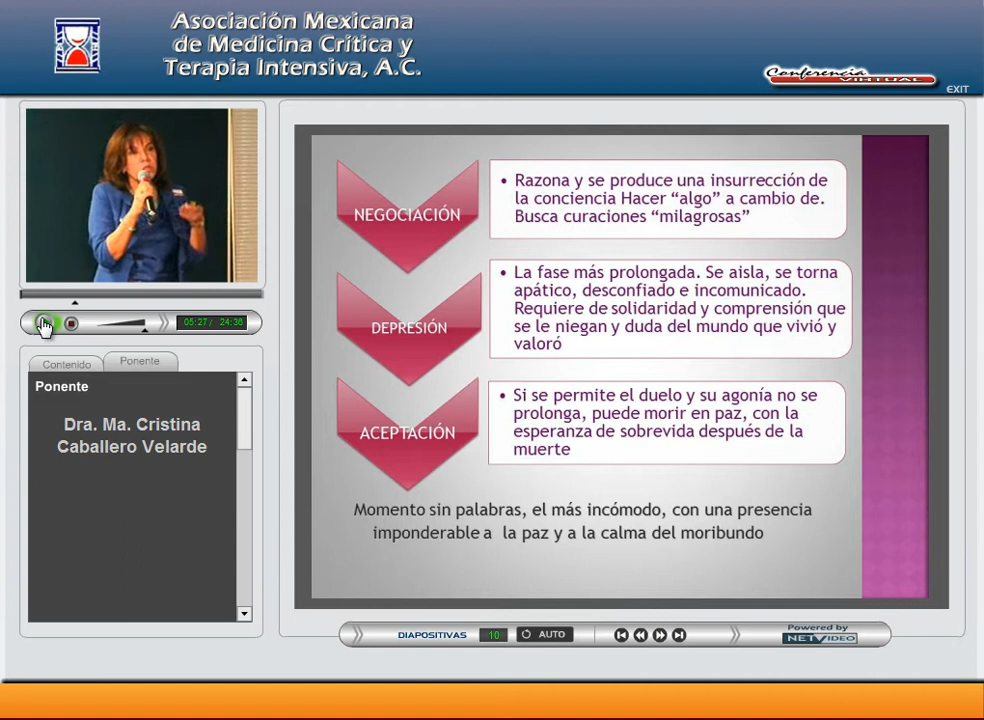 Asociación Mexicana
de Medicina Crítica y
Terapia Intensiva, A.C.
Conferencia
VIRTUAL
EXIT
05:27 / 24:36
Contenido
Ponente
Ponente
Dra. Ma. Cristina
Caballero Velarde
NEGOCIACIÓN
• Razona y se produce una insurrección de
la conciencia Hacer “algo” a cambio de.
Busca curaciones “milagrosas”
DEPRESIÓN
• La fase más prolongada. Se aisla, se torna
apático, desconfiado e incomunicado.
Requiere de solidaridad y comprensión que
se le niegan y duda del mundo que vivió y
valoró
ACEPTACIÓN
• Si se permite el duelo y su agonía no se
prolonga, puede morir en paz, con la
esperanza de sobrevida después de la
muerte
Momento sin palabras, el más incómodo, con una presencia
imponderable a la paz y a la calma del moribundo
DIAPOSITIVAS
10
AUTO
Powered by
NETVIDEO